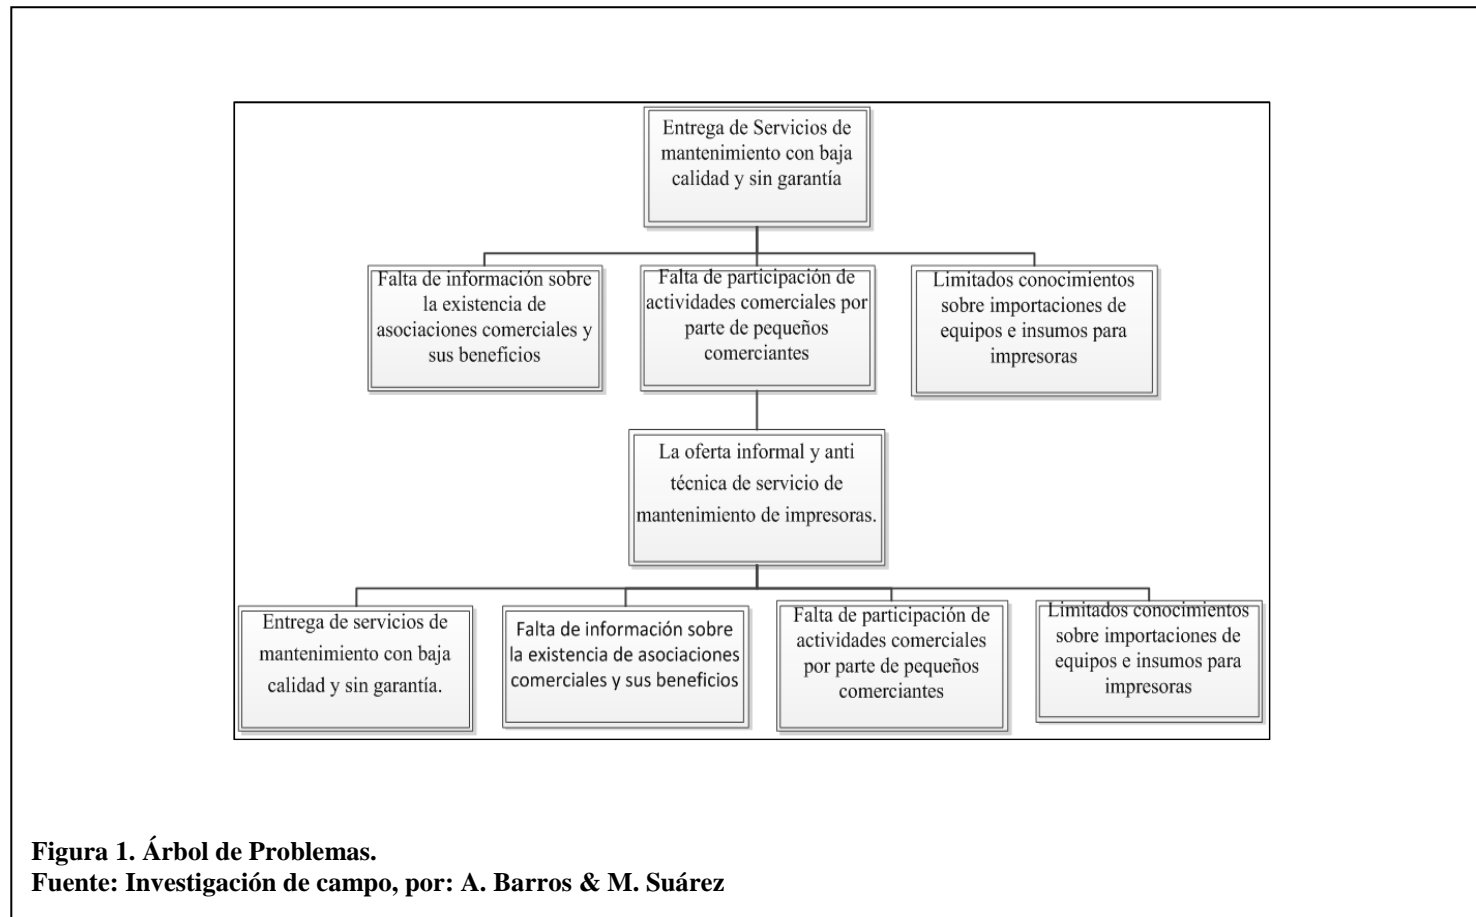 Entrega de Servicios de
mantenimiento con baja
calidad y sin garantía
Falta de información sobre
la existencia de
asociaciones comerciales y
sus beneficios
Falta de participación de
actividades comerciales por
parte de pequeños
comerciantes
Limitados conocimientos
sobre importaciones de
equipos e insumos para
impresoras
La oferta informal y anti
técnica de servicio de
mantenimiento de impresoras.
Entrega de servicios de
mantenimiento con baja
calidad y sin garantía.
Falta de información sobre
la existencia de asociaciones
comerciales y sus beneficios
Falta de participación de
actividades comerciales
por parte de pequeños
comerciantes
Limitados conocimientos
sobre importaciones de
equipos e insumos para
impresoras
Figura 1. Árbol de Problemas.
Fuente: Investigación de campo, por: A. Barros & M. Suárez